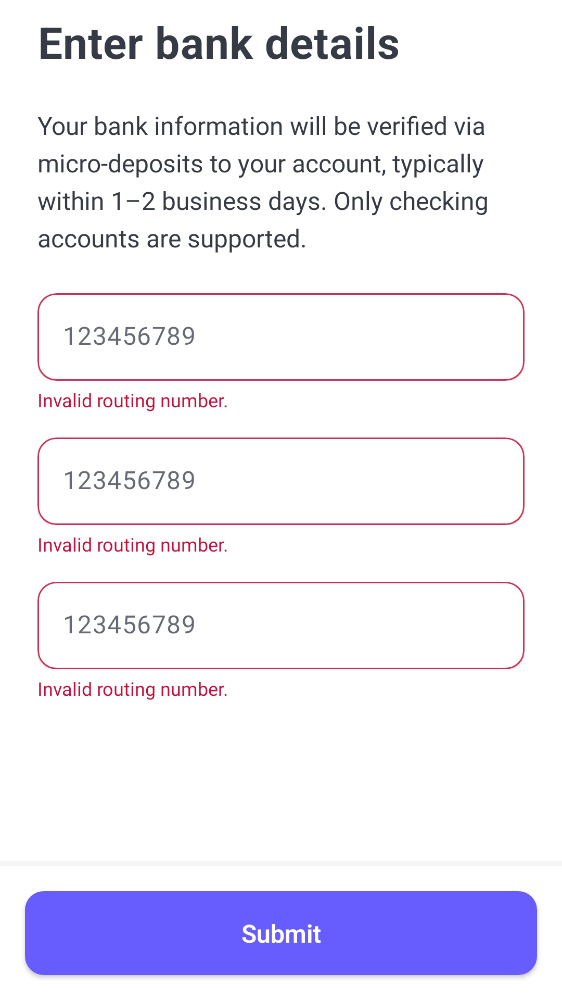 Enter bank details
Your bank information will be verified via
micro-deposits to your account, typically
within 1–2 business days. Only checking
accounts are supported.
123456789
Invalid routing number.
123456789
Invalid routing number.
123456789
Invalid routing number.
Submit